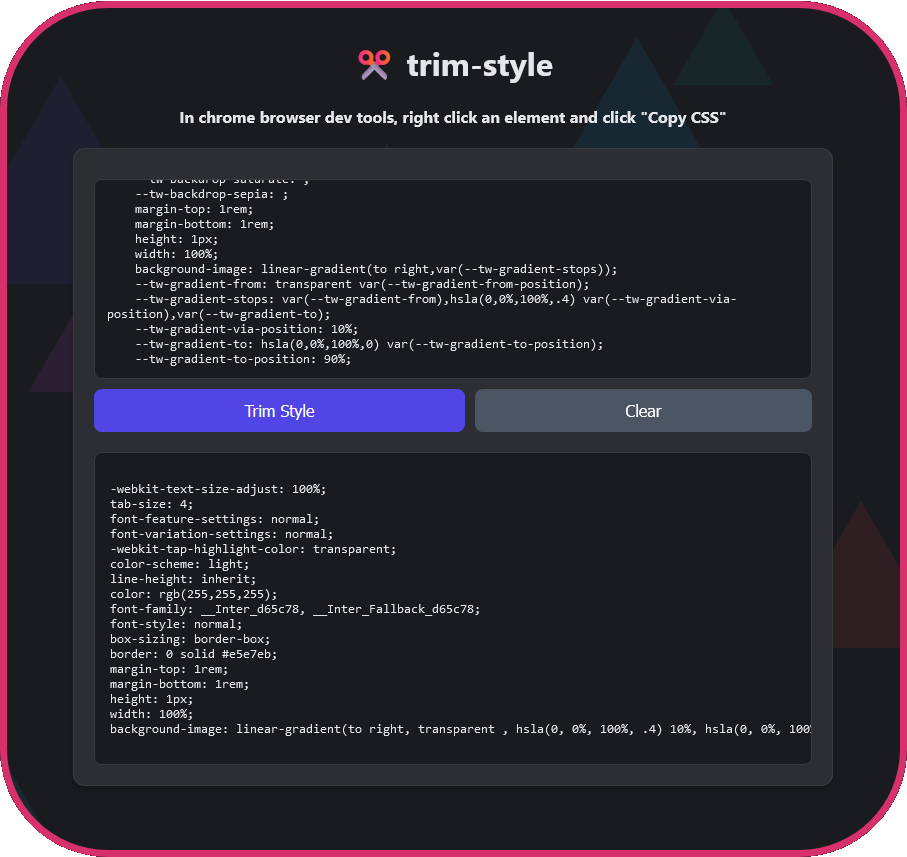 trim-style
In chrome browser dev tools, right click an element and click "Copy CSS"
--tw-backdrop-saturate: ;
--tw-backdrop-sepia: ;
margin-top: 1rem;
margin-bottom: 1rem;
height: 1px;
width: 100%;
background-image: linear-gradient(to right,var(--tw-gradient-stops));
--tw-gradient-from: transparent var(--tw-gradient-from-position);
--tw-gradient-stops: var(--tw-gradient-from),hsla(0,0%,100%,.4) var(--tw-gradient-via-
position),var(--tw-gradient-to);
--tw-gradient-via-position: 10%;
--tw-gradient-to: hsla(0,0%,100%,0) var(--tw-gradient-to-position);
--tw-gradient-to-position: 90%;
Trim Style
Clear
-webkit-text-size-adjust: 100%;
tab-size: 4;
font-feature-settings: normal;
font-variation-settings: normal;
-webkit-tap-highlight-color: transparent;
color-scheme: light;
line-height: inherit;
color: rgb(255,255,255);
font-family: __Inter_d65c78, __Inter_Fallback_d65c78;
font-style: normal;
box-sizing: border-box;
border: 0 solid #e5e7eb;
margin-top: 1rem;
margin-bottom: 1rem;
height: 1px;
width: 100%;
background-image: linear-gradient(to right, transparent , hsla(0, 0%, 100%, .4) 10%, hsla(0, 0%, 100%